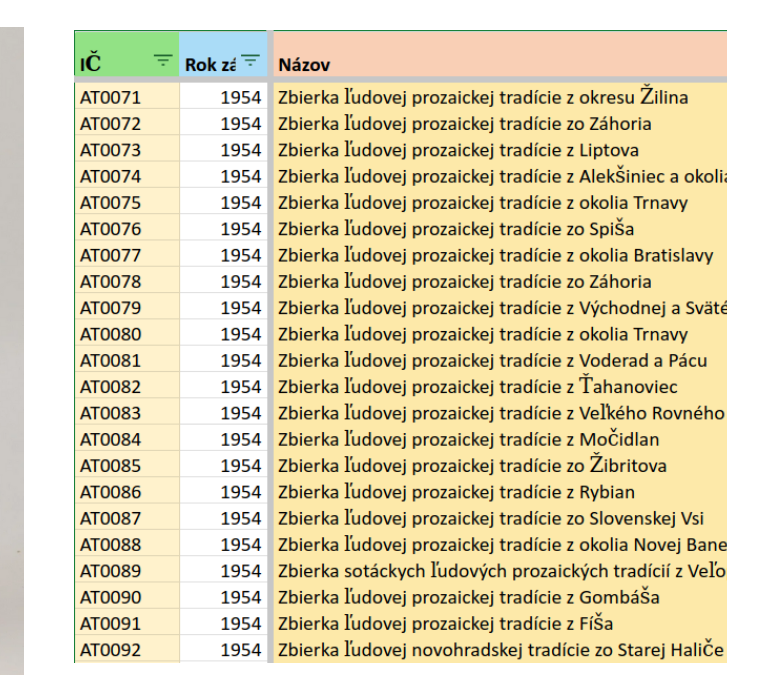 IČ Rok zá Názov
AT0071 1954 Zbierka ľudovej prozaickej tradície z okresu Žilina
AT0072 1954 Zbierka ľudovej prozaickej tradície zo Záhoria
AT0073 1954 Zbierka ľudovej prozaickej tradície z Liptova
AT0074 1954 Zbierka ľudovej prozaickej tradície z Alekšiniec a okolia
AT0075 1954 Zbierka ľudovej prozaickej tradície z okolia Trnavy
AT0076 1954 Zbierka ľudovej prozaickej tradície zo Spiša
AT0077 1954 Zbierka ľudovej prozaickej tradície z okolia Bratislavy
AT0078 1954 Zbierka ľudovej prozaickej tradície zo Záhoria
AT0079 1954 Zbierka ľudovej prozaickej tradície z Východnej a Sväté
AT0080 1954 Zbierka ľudovej prozaickej tradície z okolia Trnavy
AT0081 1954 Zbierka ľudovej prozaickej tradície z Voderad a Pácu
AT0082 1954 Zbierka ľudovej prozaickej tradície z Ťahanoviec
AT0083 1954 Zbierka ľudovej prozaickej tradície z Veľkého Rovného
AT0084 1954 Zbierka ľudovej prozaickej tradície z Močidlan
AT0085 1954 Zbierka ľudovej prozaickej tradície zo Žibritova
AT0086 1954 Zbierka ľudovej prozaickej tradície z Rybian
AT0087 1954 Zbierka ľudovej prozaickej tradície zo Slovenskej Vsi
AT0088 1954 Zbierka ľudovej prozaickej tradície z okolia Novej Bane
AT0089 1954 Zbierka sotáckych ľudových prozaických tradícií z Veľo
AT0090 1954 Zbierka ľudovej prozaickej tradície z Gombáša
AT0091 1954 Zbierka ľudovej prozaickej tradície z Fíša
AT0092 1954 Zbierka ľudovej novohradskej tradície zo Starej Haliče